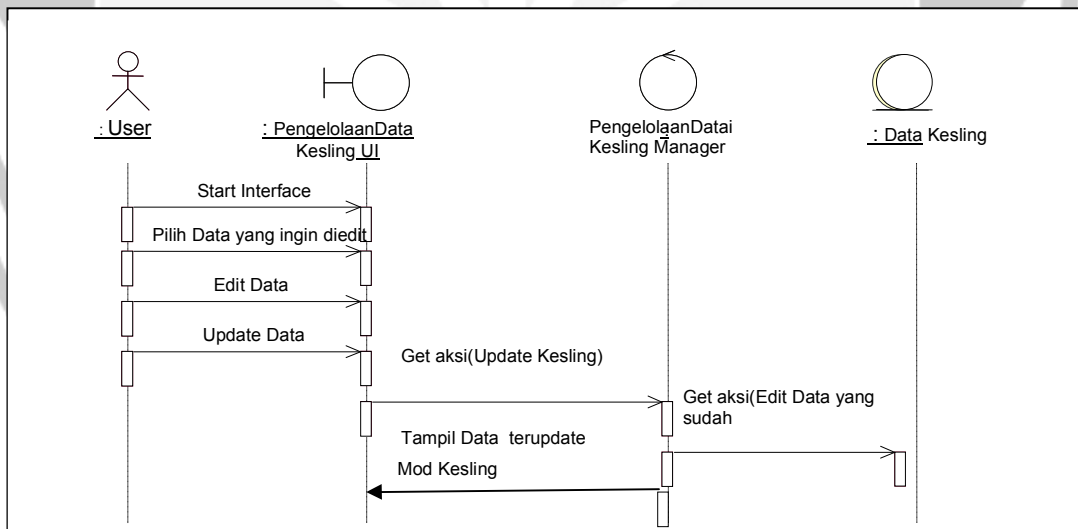 : User
: PengelolaanData
Kesling UI
PengelolaanDatai
Kesling Manager
: Data Kesling
Start Interface
Pilih Data yang ingin diedit
Edit Data
Update Data
Get aksi(Update Kesling)
Get aksi(Edit Data yang
sudah
Tampil Data terupdate
Mod Kesling